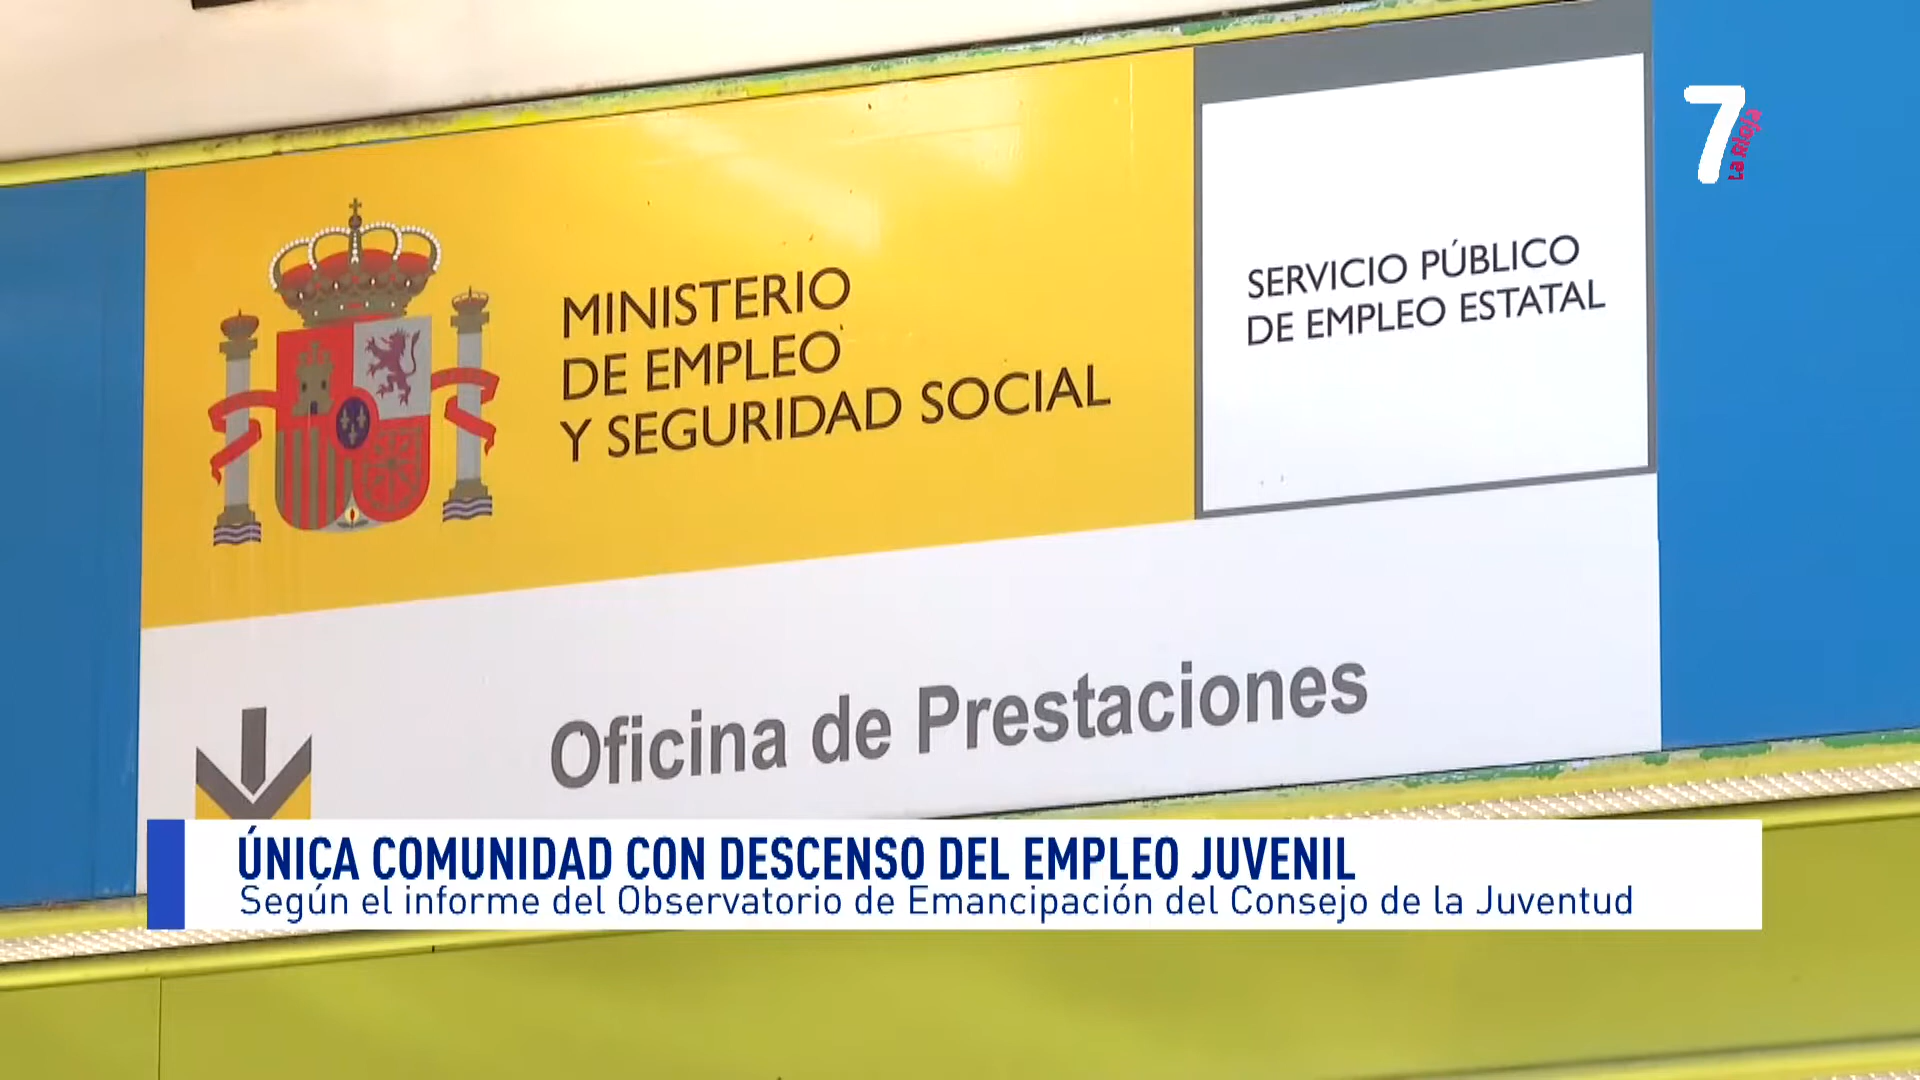 7
La Rioja
MINISTERIO
DE EMPLEO
Y SEGURIDAD SOCIAL
SERVICIO PÚBLICO
DE EMPLEO ESTATAL
Oficina de Prestaciones
ÚNICA COMUNIDAD CON DESCENSO DEL EMPLEO JUVENIL
Según el informe del Observatorio de Emancipación del Consejo de la Juventud